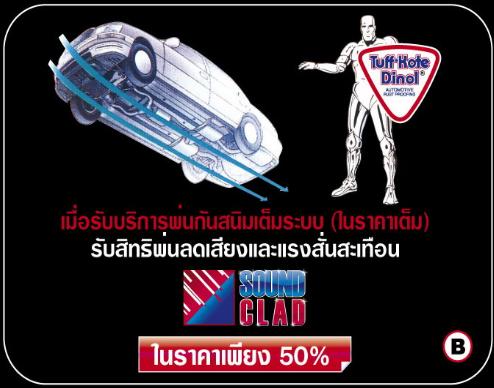 Tuff-Kote
Dinol®
AUTOMOTIVE
RUST PROOFING
เมื่อรับบริการพ่นกันสนิมเต็มระบบ (ในราคาเต็ม)
รับสิทธิพ่นลดเสียงและแรงสั่นสะเทือน
SOUND
CLAD
ในราคาเพียง 50%
B